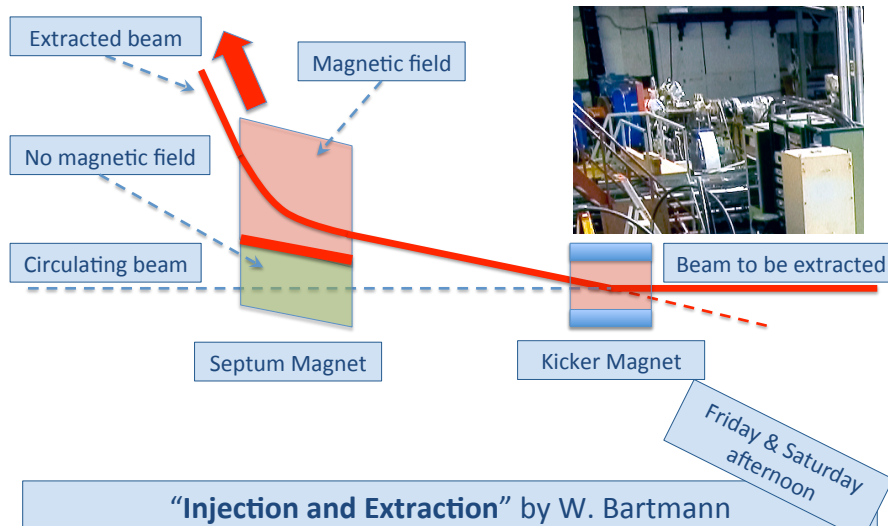 Extracted beam
Magnetic field
No magnetic field
Circulating beam
Beam to be extracted
Septum Magnet
Kicker Magnet
Friday & Saturday
afternoon
“Injection and Extraction” by W. Bartmann